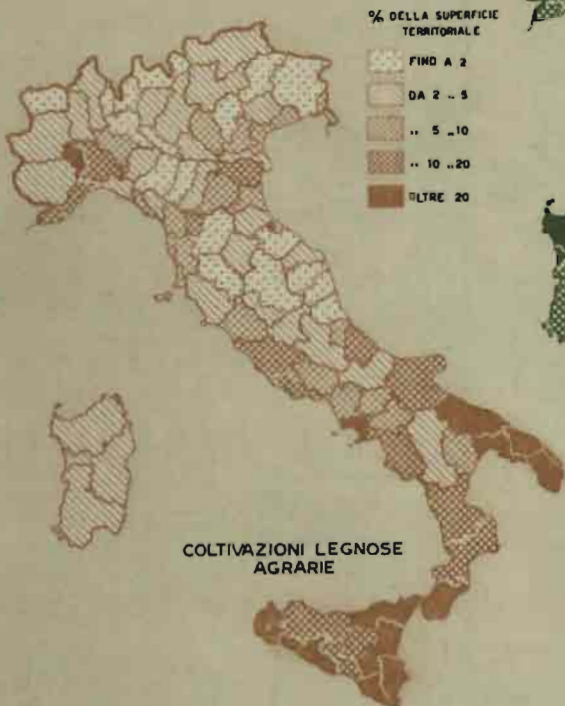 % DELLA SUPERFICIE
TERRITORIALE
FINO A 2
DA 2 .. 5
,, 5 ,, 10
,, 10 ,, 20
OLTRE 20
COLTIVAZIONI LEGNOSE
AGRARIE